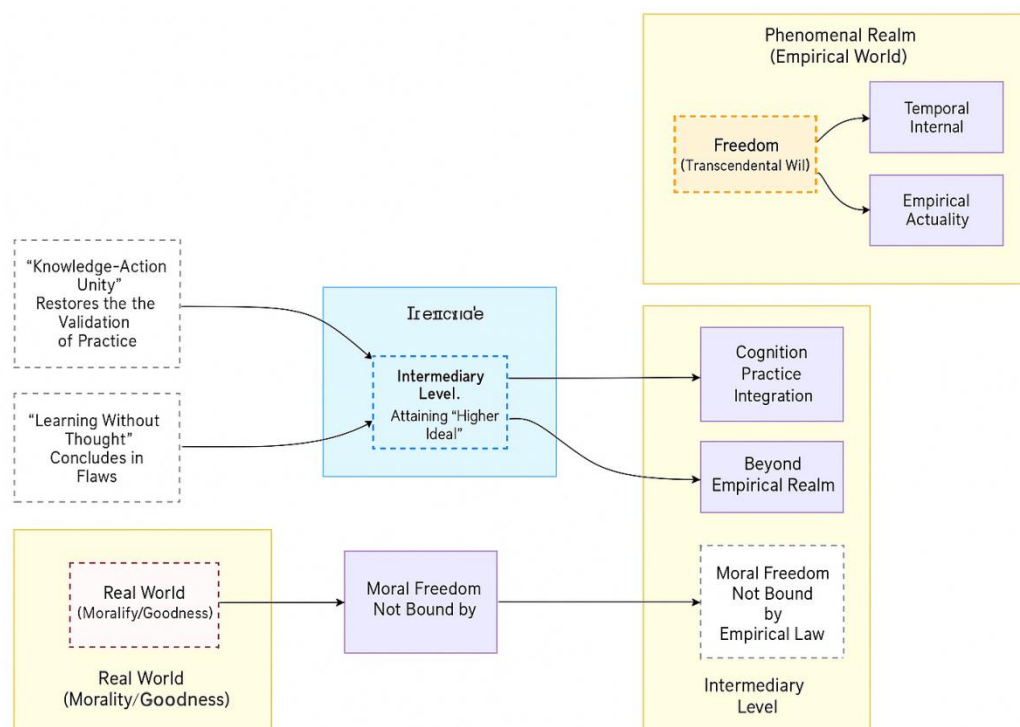 Phenomenal Realm
(Empirical World)
Freedom
(Transcendental Wil)
Temporal
Internal
Empirical
Actuality
“Knowledge-Action
Unity”
Restores the the
Validation
of Practice
“Learning Without
Thought”
Concludes in
Flaws
Intermediary
Level.
Attaining “Higher
Ideal”
Cognition
Practice
Integration
Beyond
Empirical Realm
Real World
(Moralify/Goodness)
Real World
(Morality/Goodness)
Moral Freedom
Not Bound by
Moral Freedom
Not Bound
by
Empirical Law
Intermediary
Level